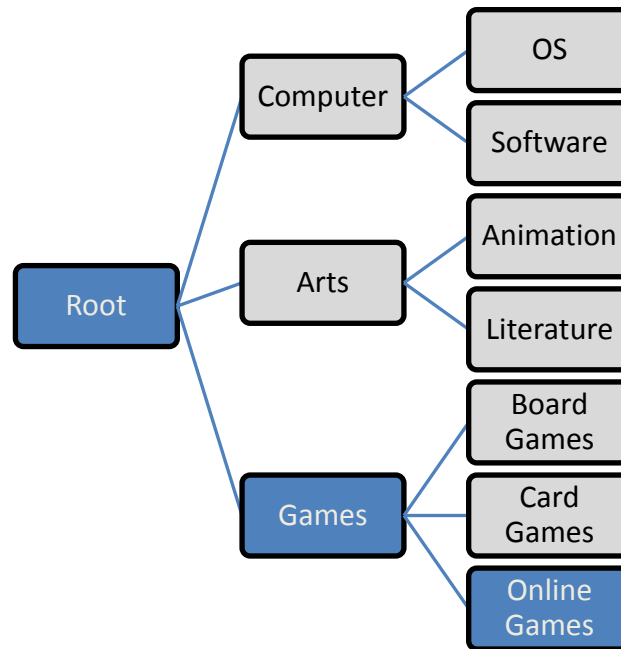 OS
Computer
Software
Animation
Root
Arts
Literature
Board
Games
Games
Card
Games
Online
Games